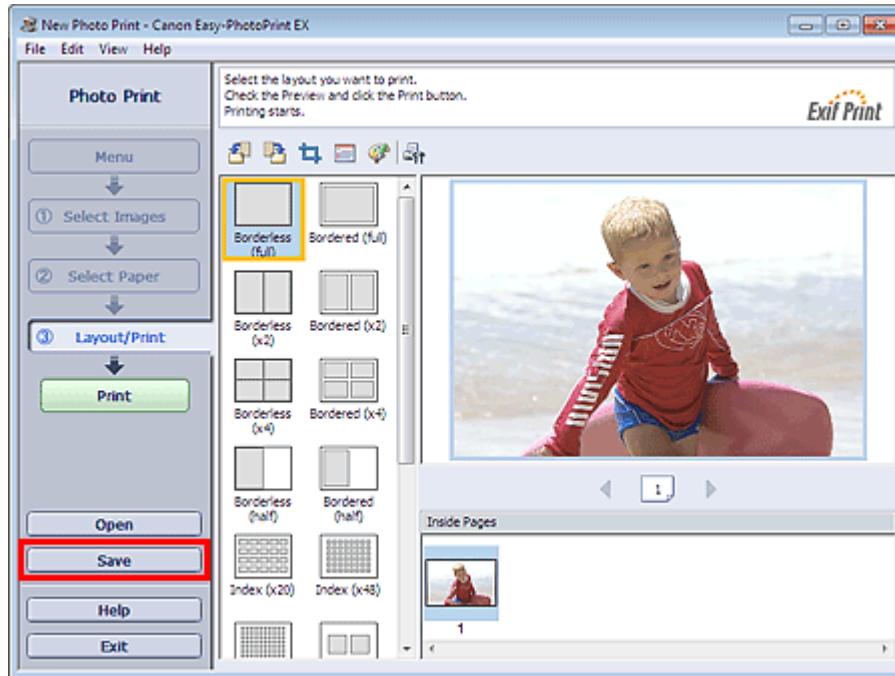 New Photo Print - Canon Easy-PhotoPrint EX
File Edit View Help
Photo Print
Select the layout you want to print.
Check the Preview and click the Print button.
Printing starts.
Exif Print
Menu
① Select Images
② Select Paper
③ Layout/Print
Print
Open
Save
Help
Exit
Borderless (full)
Bordered (full)
Borderless (x2)
Bordered (x2)
Borderless (x4)
Bordered (x4)
Borderless (half)
Bordered (half)
Index (x20)
Index (x48)
1
Inside Pages
1